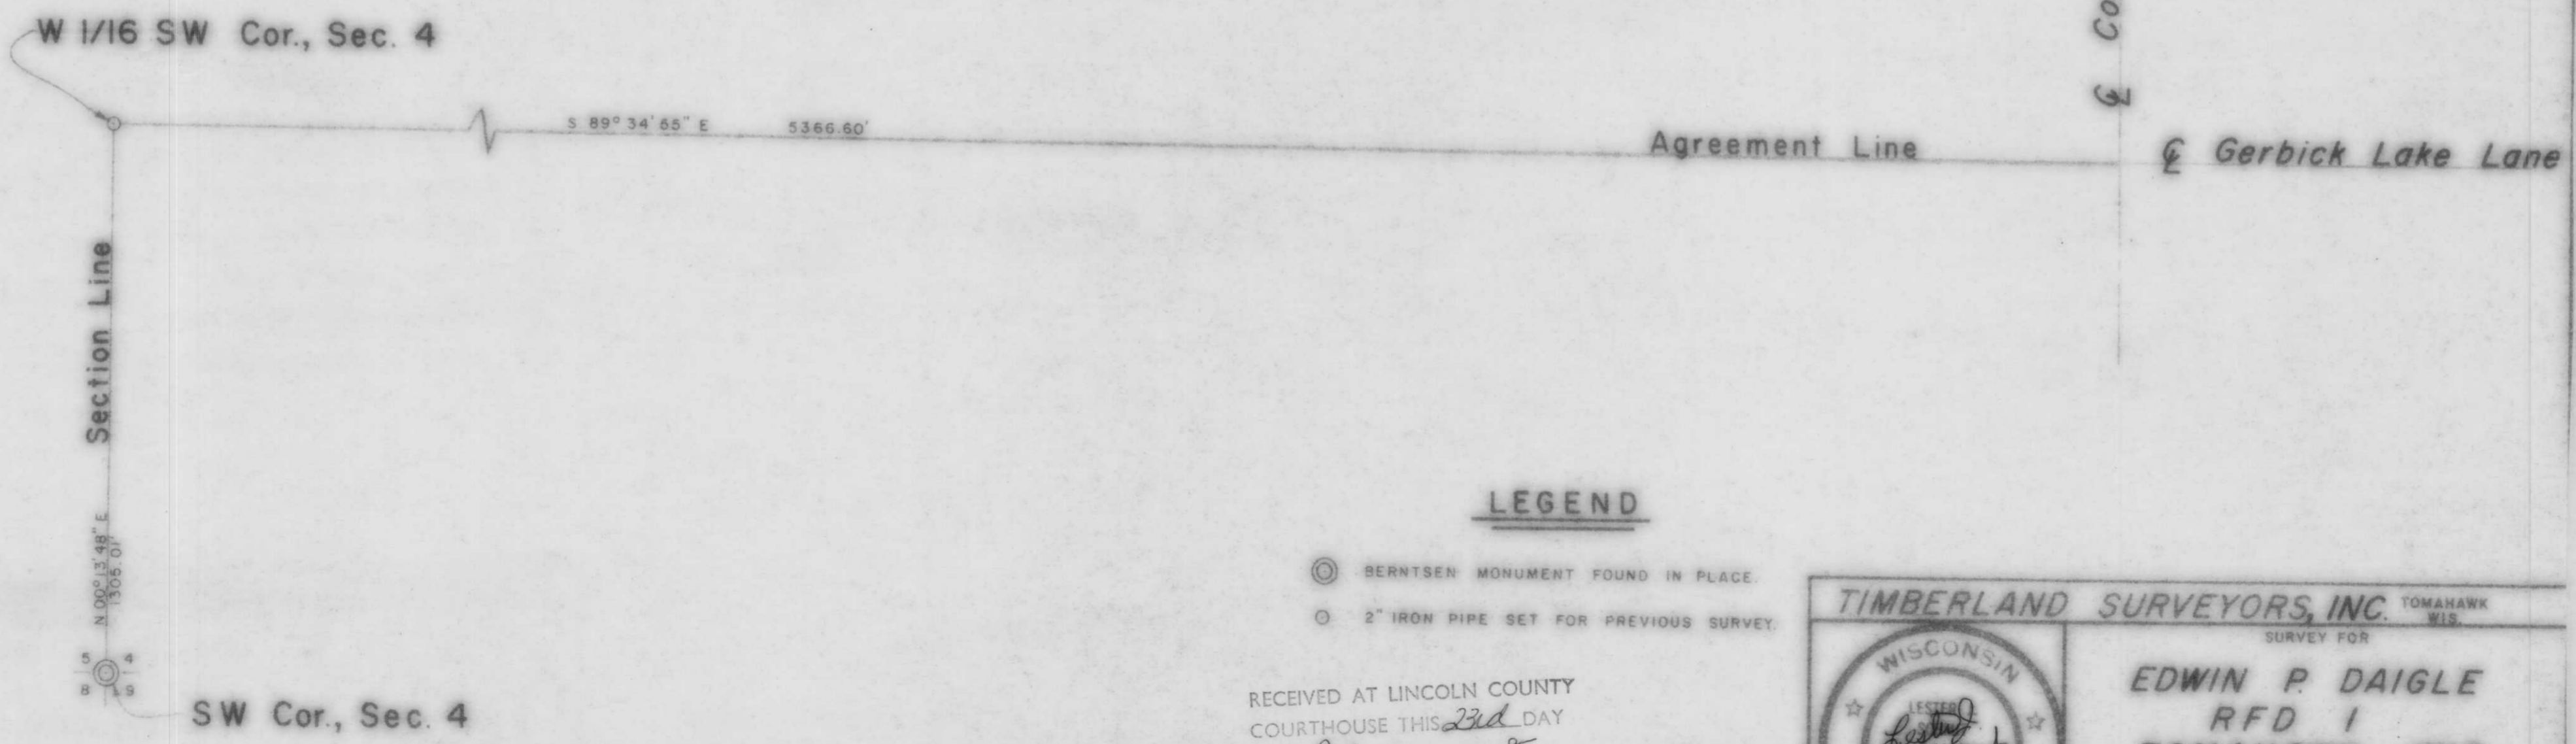 W 1/16 SW Cor., Sec. 4
S 89° 34' 65" E 5366.60'
Agreement Line
℄ Gerbick Lake Lane
℄ Co
Section Line
N 00° 13' 48" E
1305.01'
5 4
8 9
SW Cor., Sec. 4
LEGEND
BERNTSEN MONUMENT FOUND IN PLACE.
2" IRON PIPE SET FOR PREVIOUS SURVEY.
RECEIVED AT LINCOLN COUNTY
COURTHOUSE THIS 23rd DAY
TIMBERLAND SURVEYORS, INC. TOMAHAWK
WIS.
SURVEY FOR
EDWIN P. DAIGLE
RFD 1
WISCONSIN
LESTER